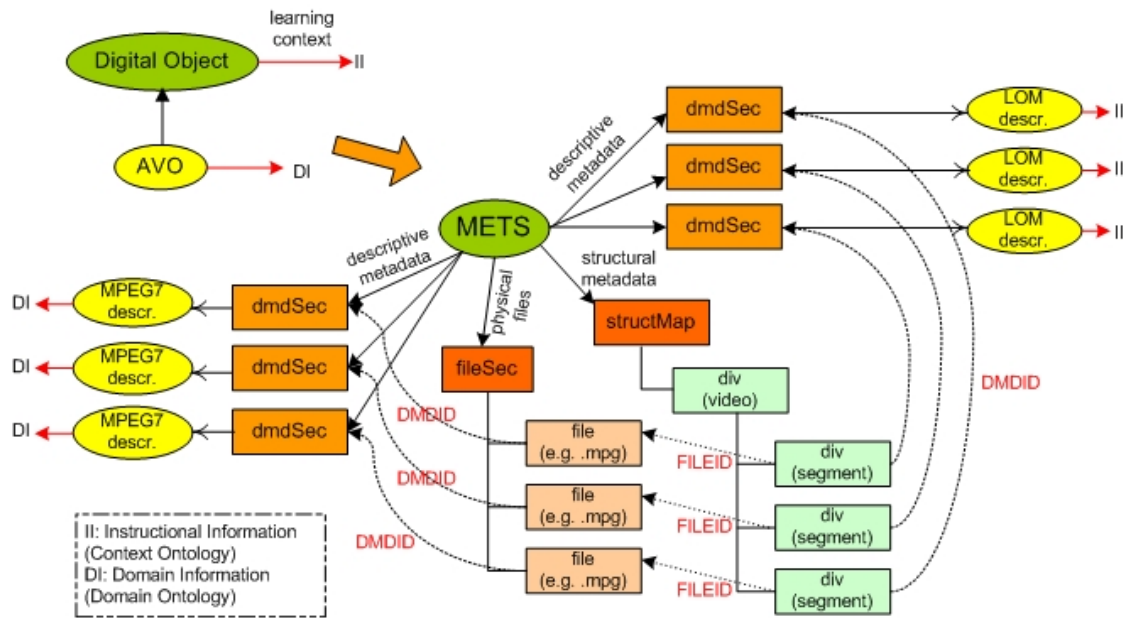 learning
context
Digital Object
II
AVO
DI
descriptive
metadata
dmdSec
LOM
descr.
II
dmdSec
LOM
descr.
II
dmdSec
LOM
descr.
II
METS
descriptive
metadata
structural
metadata
physical
files
DI
MPEG7
descr.
dmdSec
DI
MPEG7
descr.
dmdSec
DI
MPEG7
descr.
dmdSec
structMap
fileSec
div
(video)
DMDID
DMDID
file
(e.g. .mpg)
FILEID
div
(segment)
DMDID
file
(e.g. .mpg)
FILEID
div
(segment)
DMDID
file
(e.g. .mpg)
FILEID
div
(segment)
II: Instructional Information
(Context Ontology)
DI: Domain Information
(Domain Ontology)